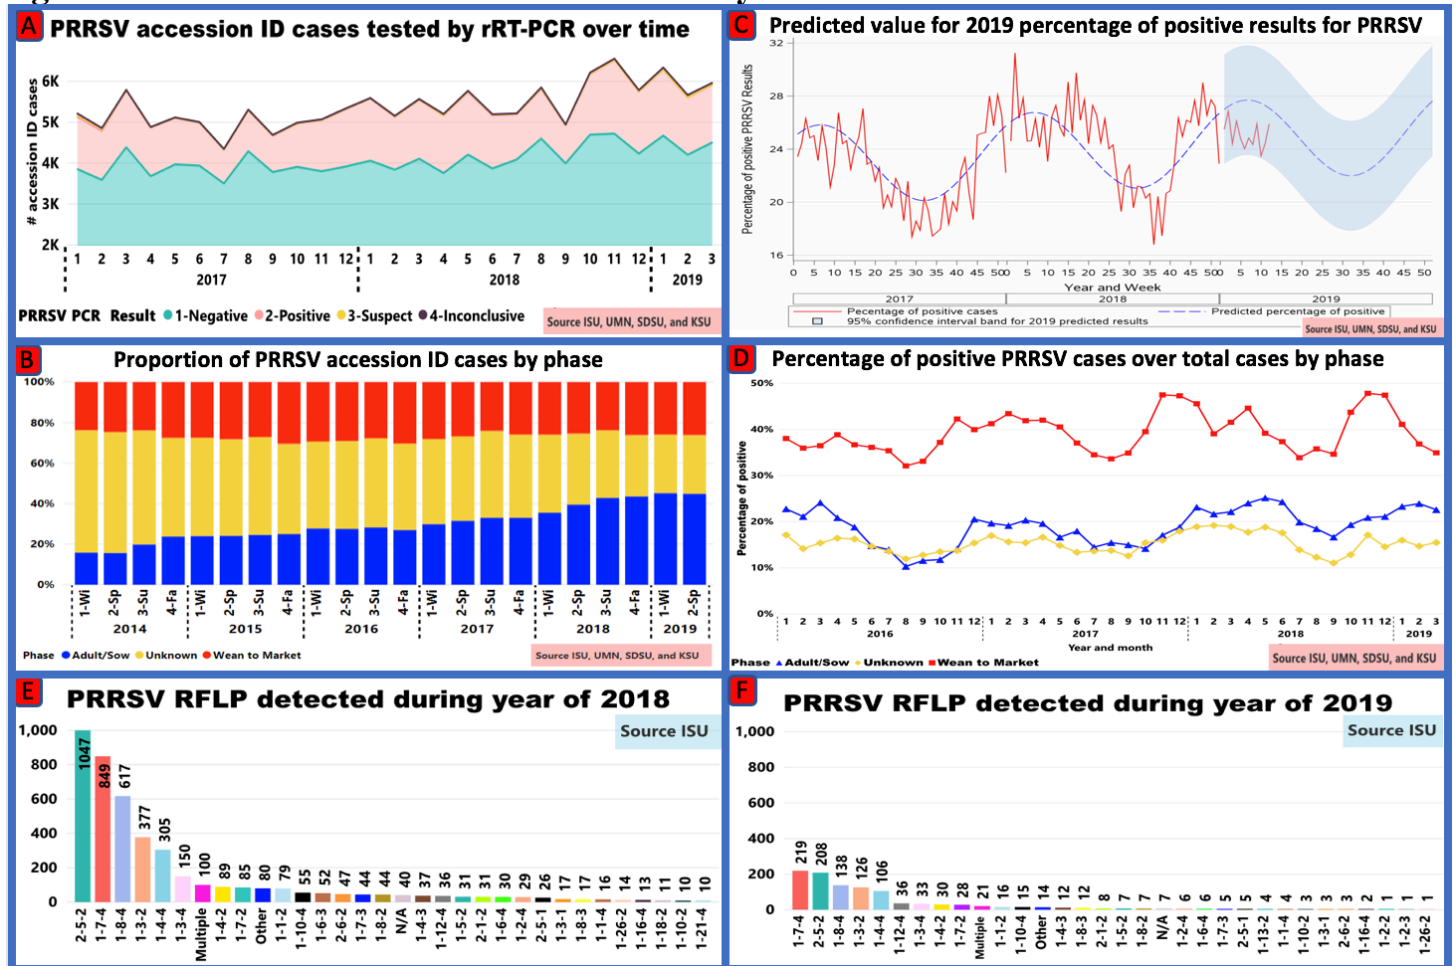 A PRRSV accession ID cases tested by rRT-PCR over time
# accession ID cases
6K
5K
4K
3K
2K
1 2 3 4 5 6 7 8 9 10 11 12 1 2 3 4 5 6 7 8 9 10 11 12 1 2 3
2017 2018 2019
PRRSV PCR Result 1-Negative 2-Positive 3-Suspect 4-Inconclusive
Source ISU, UMN, SDSU, and KSU
C Predicted value for 2019 percentage of positive results for PRRSV
Percentage of positive PRRSV Results
32
28
24
20
16
0 5 10 15 20 25 30 35 40 45 500 5 10 15 20 25 30 35 40 45 500 5 10 15 20 25 30 35 40 45 50
Year and Week
2017 2018 2019
Percentage of positive cases Predicted percentage of positive
95% confidence interval band for 2019 predicted results
Source ISU, UMN, SDSU, and KSU
B Proportion of PRRSV accession ID cases by phase
100%
80%
60%
40%
20%
0%
1-Wi 2-Sp 3-Su 4-Fa 1-Wi 2-Sp 3-Su 4-Fa 1-Wi 2-Sp 3-Su 4-Fa 1-Wi 2-Sp 3-Su 4-Fa 1-Wi 2-Sp 3-Su 4-Fa 1-Wi 2-Sp
2014 2015 2016 2017 2018 2019
Phase Adult/Sow Unknown Wean to Market
Source ISU, UMN, SDSU, and KSU
D Percentage of positive PRRSV cases over total cases by phase
Percentage of positive
50%
40%
30%
20%
10%
0%
1 2 3 4 5 6 7 8 9 10 11 12 1 2 3 4 5 6 7 8 9 10 11 12 1 2 3 4 5 6 7 8 9 10 11 12 1 2 3
2016 2017 2018 2019
Year and month
Phase Adult/Sow Unknown Wean to Market
Source ISU, UMN, SDSU, and KSU
E PRRSV RFLP detected during year of 2018
Source ISU
1,000
800
600
400
200
0
1047 849 617 377 305 150 100 89 85 80 79 55 52 47 44 44 40 37 36 31 31 30 29 26 17 17 16 14 13 11 10 10
2-5-2 1-7-4 1-8-4 1-3-2 1-4-4 1-3-4 Multiple 1-4-2 1-7-2 Other 1-1-2 1-10-4 1-6-3 2-6-2 1-7-3 1-8-2 N/A 1-4-3 1-12-4 1-5-2 2-1-2 1-6-4 1-2-4 2-5-1 1-3-1 1-8-3 1-1-4 1-26-2 1-16-4 1-18-2 1-10-2 1-21-4
F PRRSV RFLP detected during year of 2019
Source ISU
1,000
800
600
400
200
0
219 208 138 126 106 36 33 30 28 21 16 15 14 12 12 8 7 7 7 6 6 5 5 4 4 3 3 3 2 1 1 1
1-7-4 2-5-2 1-8-4 1-3-2 1-4-4 1-12-4 1-3-4 1-4-2 1-7-2 Multiple 1-1-2 1-10-4 Other 1-4-3 1-8-3 2-1-2 1-5-2 1-8-2 N/A 1-2-4 1-6-4 1-7-3 2-5-1 1-13-2 1-1-4 1-10-2 1-3-1 2-6-2 1-16-4 1-2-2 1-2-3 1-26-2